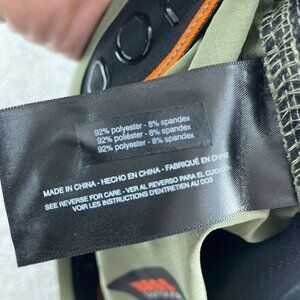 92% polyester - 8% spandex
92% poliéster - 8% spandex
92% polyester - 8% spandex
MADE IN CHINA - HECHO EN CHINA - FABRIQUÉ EN CHINE
SEE REVERSE FOR CARE - VER AL REVERSO PARA EL CUIDADO
VOIR LES INSTRUCTIONS D'ENTRETIEN AU DOS